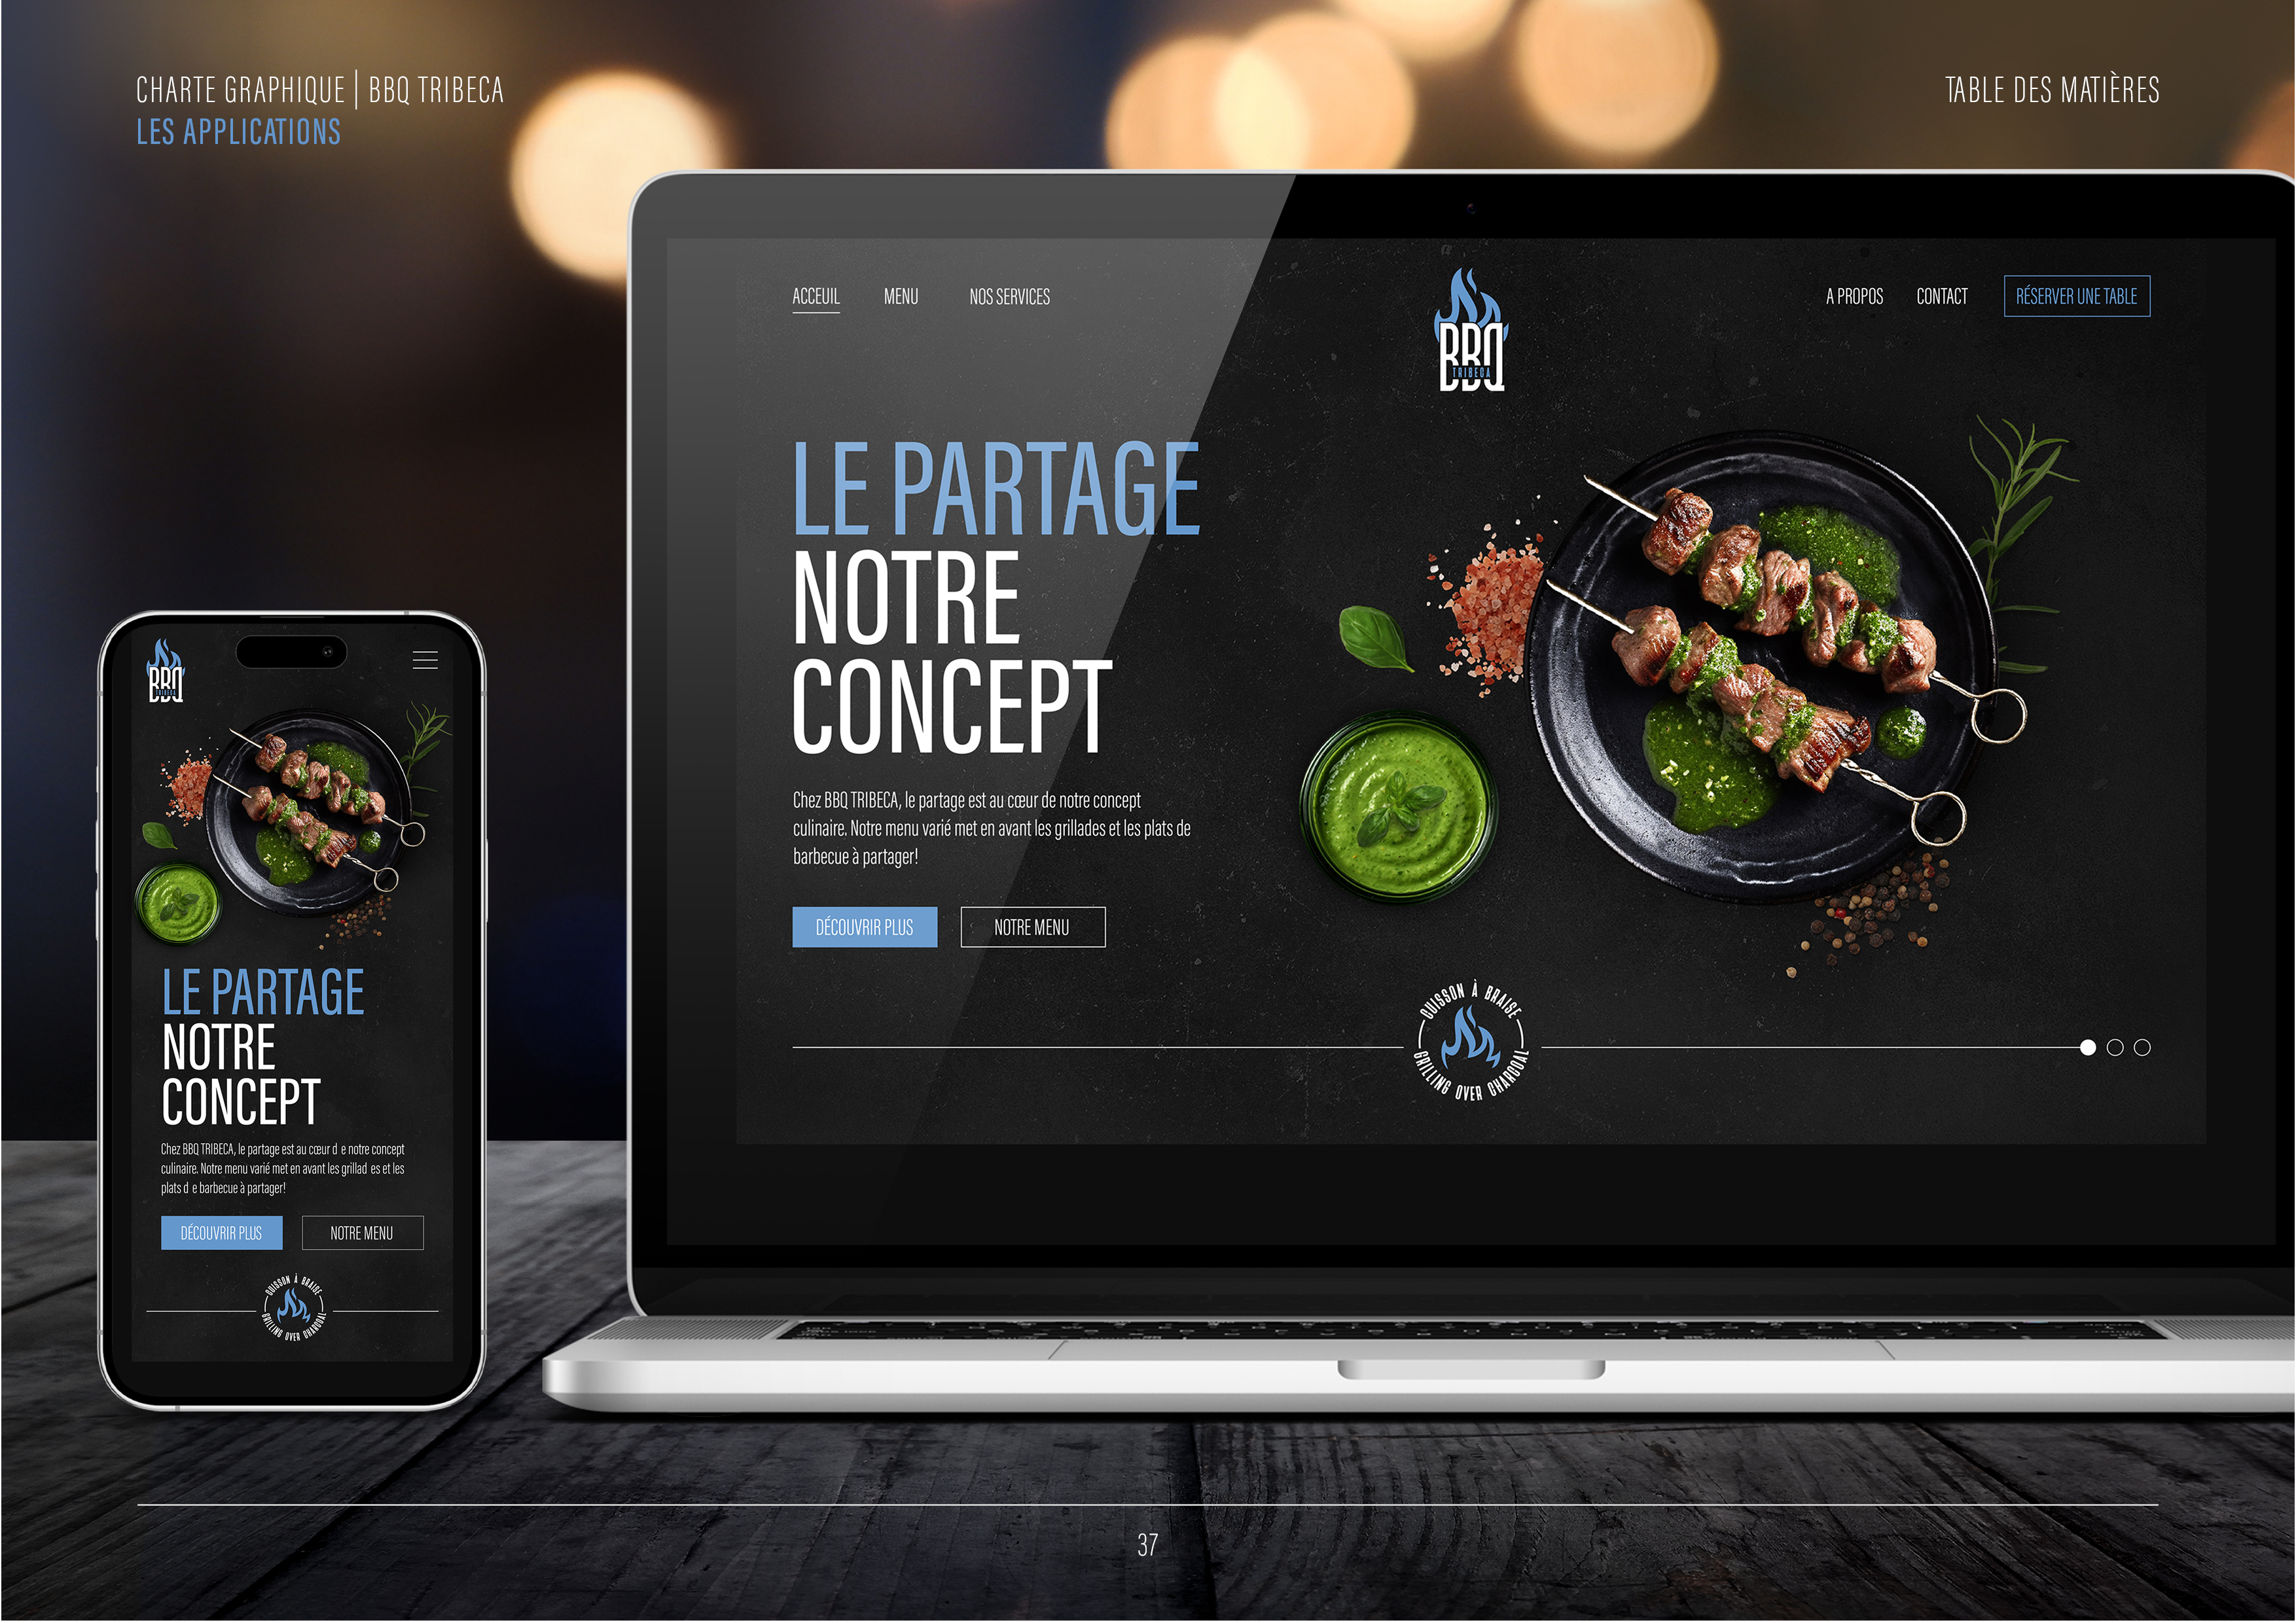 CHARTE GRAPHIQUE | BBQ TRIBECA
LES APPLICATIONS
TABLE DES MATIÈRES
ACCEUIL
MENU
NOS SERVICES
BBQ
TRIBECA
A PROPOS
CONTACT
RÉSERVER UNE TABLE
LE PARTAGE
NOTRE
CONCEPT
Chez BBQ TRIBECA, le partage est au cœur de notre concept
culinaire. Notre menu varié met en avant les grillades et les plats de
barbecue à partager!
DÉCOUVRIR PLUS
NOTRE MENU
CUISSON À BRAISE
GRILLING OVER CHARCOAL
BBQ
TRIBECA
LE PARTAGE
NOTRE
CONCEPT
Chez BBQ TRIBECA, le partage est au cœur d e notre concept
culinaire. Notre menu varié met en avant les grillad es et les
plats d e barbecue à partager!
DÉCOUVRIR PLUS
NOTRE MENU
CUISSON À BRAISE
GRILLING OVER CHARCOAL
37